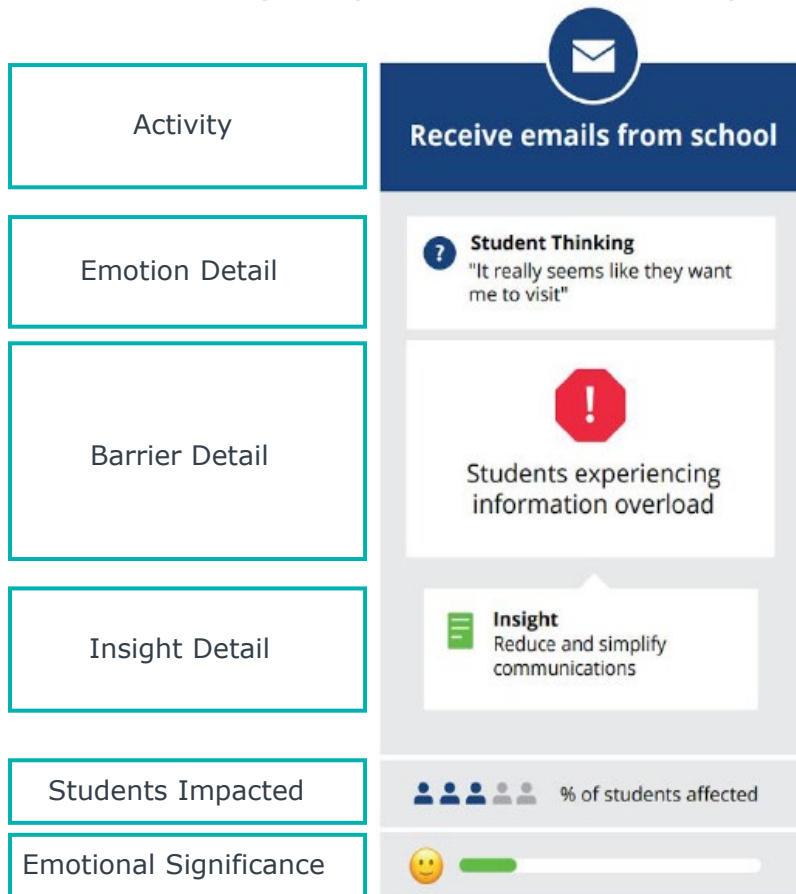 Activity
Receive emails from school
Emotion Detail
? Student Thinking
"It really seems like they want
me to visit"
Barrier Detail
!
Students experiencing
information overload
Insight Detail
Insight
Reduce and simplify
communications
Students Impacted
% of students affected
Emotional Significance